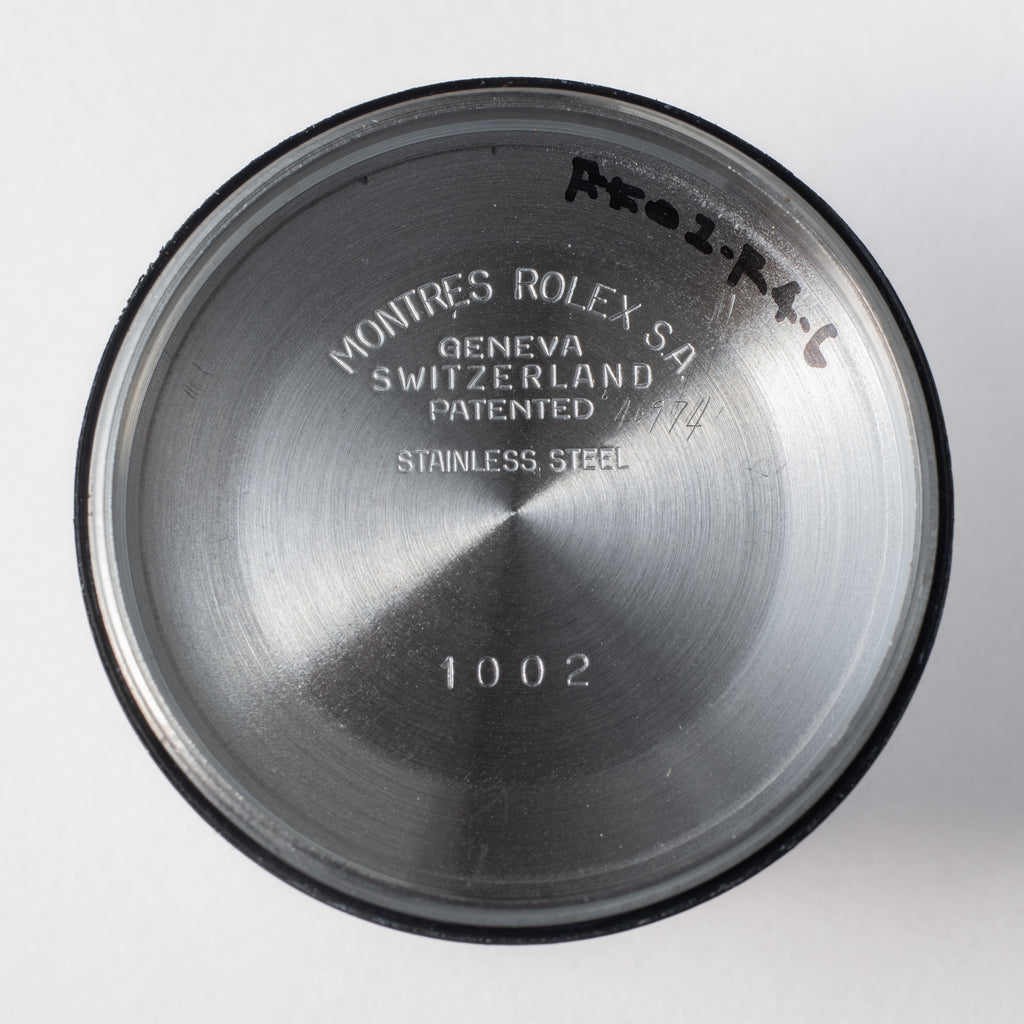 MONTRES ROLEX S.A.
GENEVA
SWITZERLAND
PATENTED
STAINLESS STEEL
1002